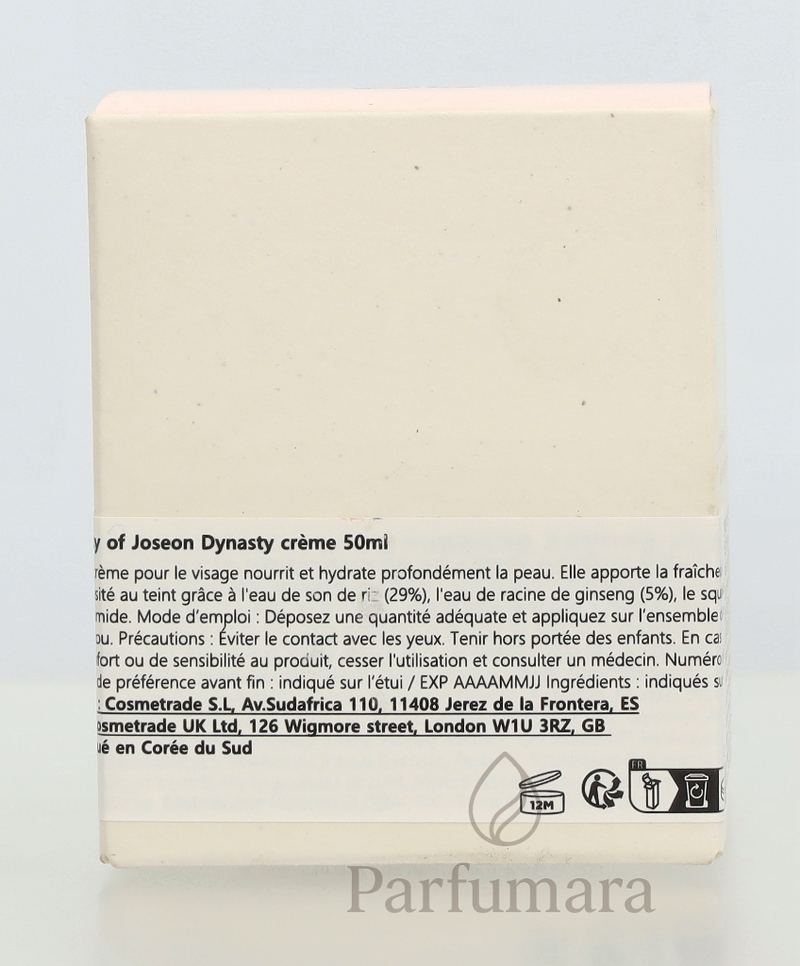 y of Joseon Dynasty crème 50ml
rème pour le visage nourrit et hydrate profondément la peau. Elle apporte la fraîche
sité au teint grâce à l'eau de son de riz (29%), l'eau de racine de ginseng (5%), le squ
mide. Mode d'emploi : Déposez une quantité adéquate et appliquez sur l'ensemble
ou. Précautions : Éviter le contact avec les yeux. Tenir hors portée des enfants. En cas
fort ou de sensibilité au produit, cesser l'utilisation et consulter un médecin. Numéro
de préférence avant fin : indiqué sur l'étui / EXP AAAAMMJJ Ingrédients : indiqués su
: Cosmetrade S.L, Av.Sudafrica 110, 11408 Jerez de la Frontera, ES
osmetrade UK Ltd, 126 Wigmore street, London W1U 3RZ, GB
ué en Corée du Sud
FR
12M
Parfumara